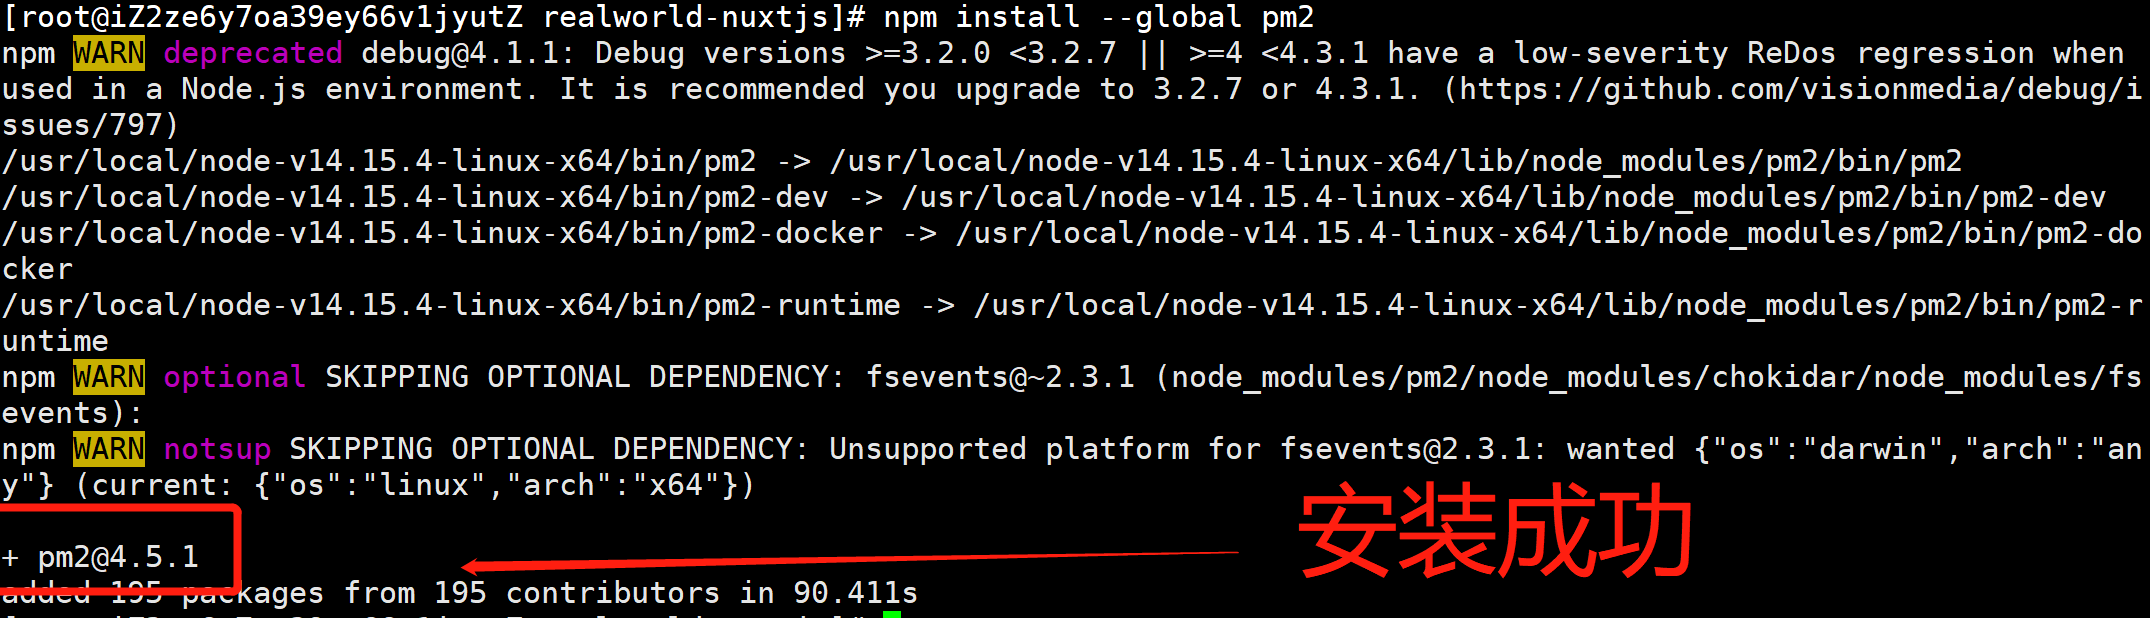 [root@iZ2ze6y7oa39ey66v1jyutZ realworld-nuxtjs]# npm install --global pm2
npm WARN deprecated debug@4.1.1: Debug versions >=3.2.0 <3.2.7 || >=4 <4.3.1 have a low-severity ReDos regression when
used in a Node.js environment. It is recommended you upgrade to 3.2.7 or 4.3.1. (https://github.com/visionmedia/debug/i
ssues/797)
/usr/local/node-v14.15.4-linux-x64/bin/pm2 -> /usr/local/node-v14.15.4-linux-x64/lib/node_modules/pm2/bin/pm2
/usr/local/node-v14.15.4-linux-x64/bin/pm2-dev -> /usr/local/node-v14.15.4-linux-x64/lib/node_modules/pm2/bin/pm2-dev
/usr/local/node-v14.15.4-linux-x64/bin/pm2-docker -> /usr/local/node-v14.15.4-linux-x64/lib/node_modules/pm2/bin/pm2-do
cker
/usr/local/node-v14.15.4-linux-x64/bin/pm2-runtime -> /usr/local/node-v14.15.4-linux-x64/lib/node_modules/pm2/bin/pm2-r
untime
npm WARN optional SKIPPING OPTIONAL DEPENDENCY: fsevents@~2.3.1 (node_modules/pm2/node_modules/chokidar/node_modules/fs
events):
npm WARN notsup SKIPPING OPTIONAL DEPENDENCY: Unsupported platform for fsevents@2.3.1: wanted {"os":"darwin","arch":"an
y"} (current: {"os":"linux","arch":"x64"})
安装成功
+ pm2@4.5.1
added 195 packages from 195 contributors in 90.411s